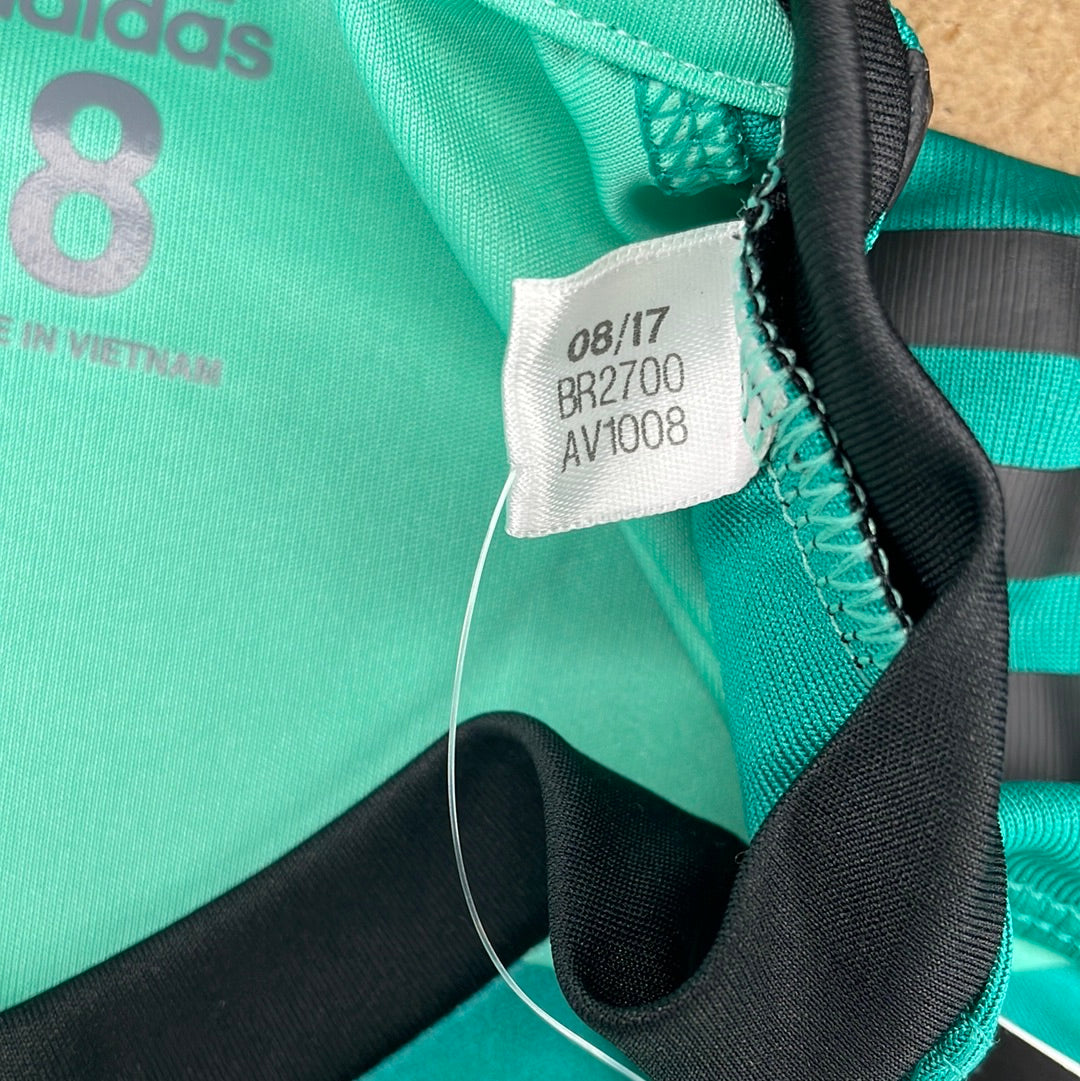 adidas
8
E IN VIETNAM
08/17
BR2700
AV1008